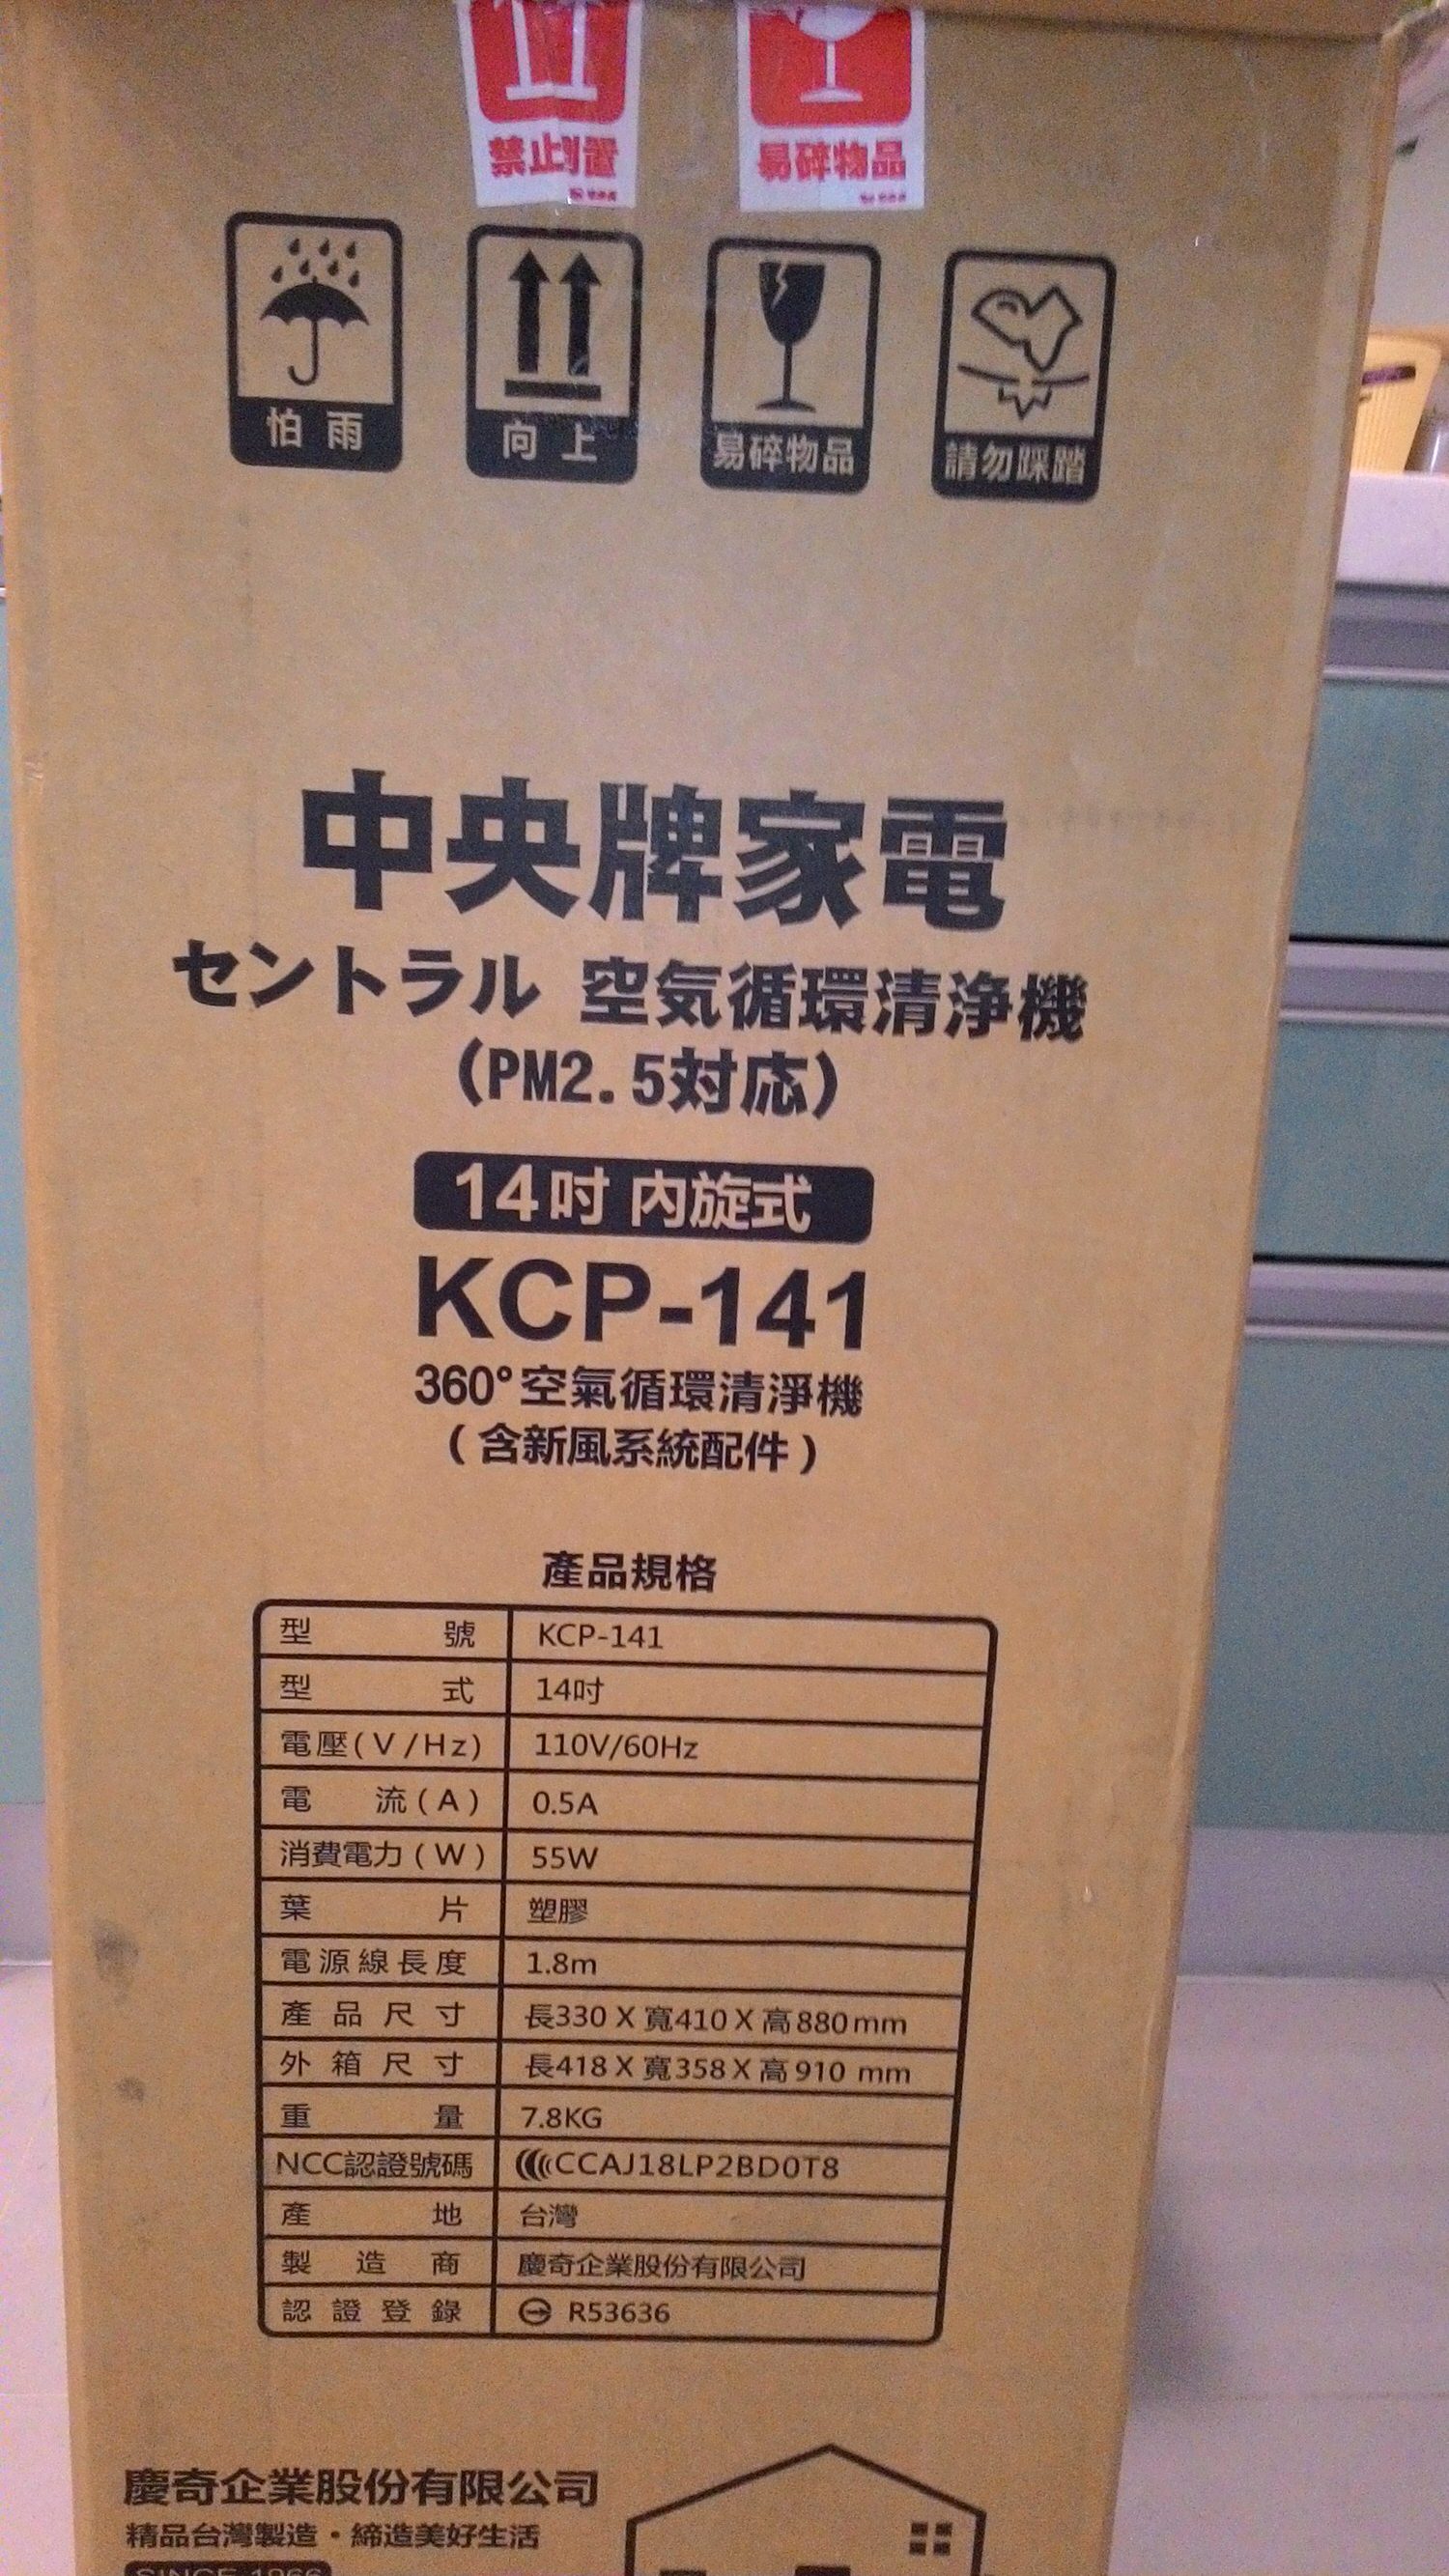 禁止倒置
易碎物品
怕雨
向上
易碎物品
請勿踩踏
中央牌家電
セントラル 空気循環清浄機
(PM2.5対応)
14吋 內旋式
KCP-141
360°空氣循環清淨機
(含新風系統配件)
產品規格
型號 KCP-141
型式 14吋
電壓(V/Hz) 110V/60Hz
電流(A) 0.5A
消費電力(W) 55W
葉片 塑膠
電源線長度 1.8m
產品尺寸 長330 X 寬410 X 高880mm
外箱尺寸 長418 X 寬358 X 高910 mm
重量 7.8KG
NCC認證號碼 CCAJ18LP2BD0T8
產地 台灣
製造商 慶奇企業股份有限公司
認證登錄 R53636
慶奇企業股份有限公司
精品台灣製造・締造美好生活
SINCE 1966